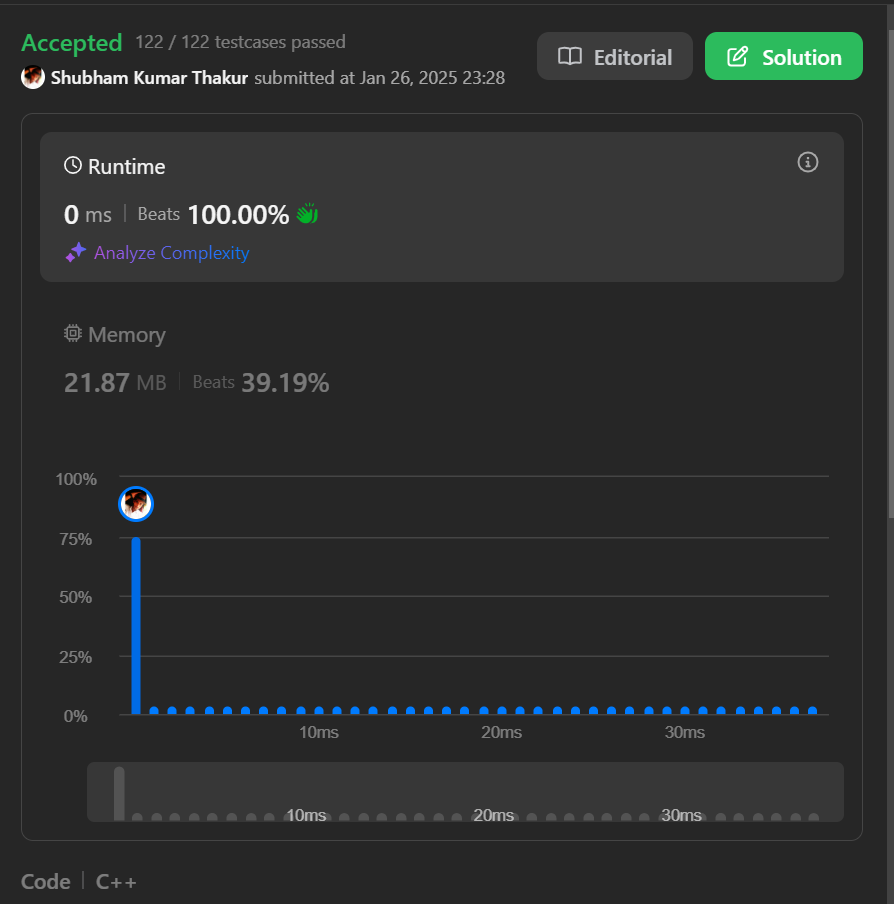 Accepted 122 / 122 testcases passed
Shubham Kumar Thakur submitted at Jan 26, 2025 23:28
Editorial
Solution
Runtime
0 ms | Beats 100.00%
Analyze Complexity
Memory
21.87 MB | Beats 39.19%
100%
75%
50%
25%
0%
10ms 20ms 30ms
10ms 20ms 30ms
Code | C++